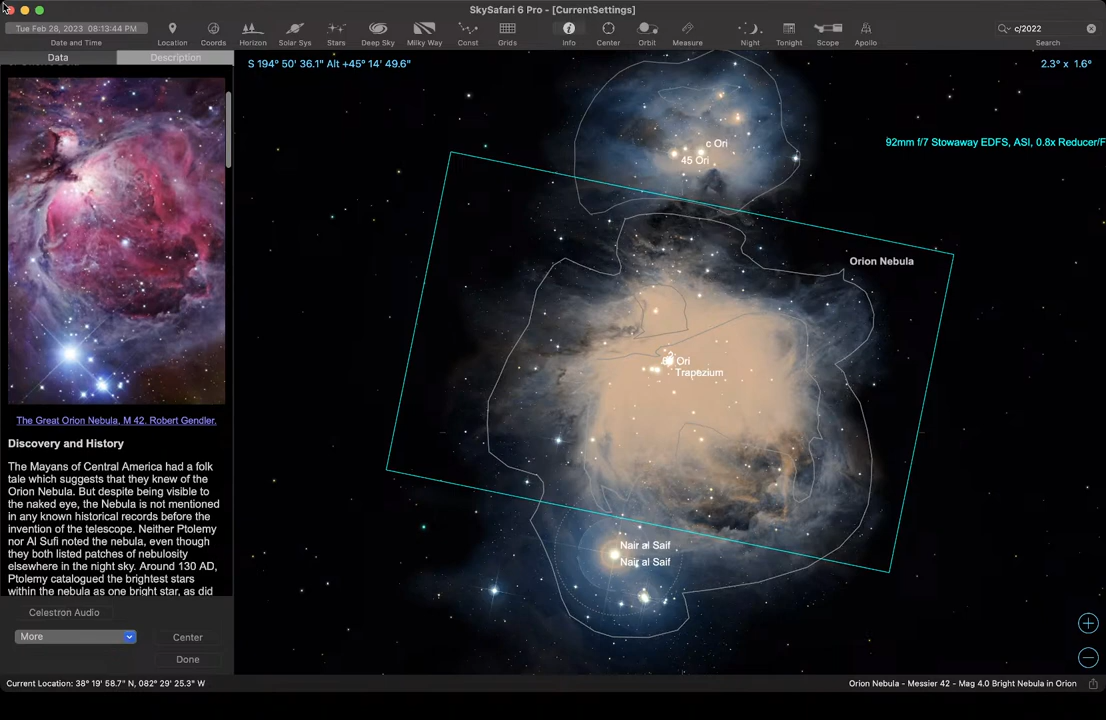 SkySafari 6 Pro - [CurrentSettings]
Tue Feb 28, 2023 08:13:44 PM
Date and Time
Location
Coords
Horizon
Solar Sys
Stars
Deep Sky
Milky Way
Const
Grids
Info
Center
Orbit
Measure
Night
Tonight
Scope
Apollo
c/2022
Search
Data
Description
The Great Orion Nebula, M 42. Robert Gendler.
Discovery and History
The Mayans of Central America had a folk
tale which suggests that they knew of the
Orion Nebula. But despite being visible to
the naked eye, the Nebula is not mentioned
in any known historical records before the
invention of the telescope. Neither Ptolemy
nor Al Sufi noted the nebula, even though
they both listed patches of nebulosity
elsewhere in the night sky. Around 130 AD,
Ptolemy catalogued the brightest stars
within the nebula as one bright star, as did
Celestron Audio
More
Center
Done
S 194° 50' 36.1" Alt +45° 14' 49.6"
2.3° x 1.6°
92mm f/7 Stowaway EDFS, ASI, 0.8x Reducer/F
c Ori
45 Ori
Orion Nebula
Ori
Trapezium
Nair al Saif
Nair al Saif
Current Location: 38° 19' 58.7" N, 082° 29' 25.3" W
Orion Nebula - Messier 42 - Mag 4.0 Bright Nebula in Orion